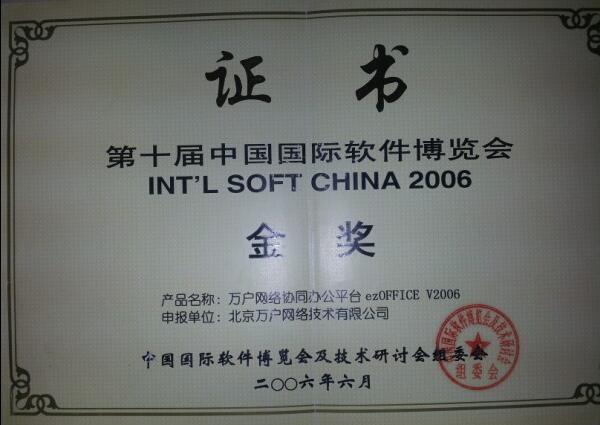 证 书
第十届中国国际软件博览会
INT'L SOFT CHINA 2006
金 奖
产品名称：万户网络协同办公平台 ezOFFICE V2006
申报单位：北京万户网络技术有限公司
中国国际软件博览会及技术研讨会组委会
二〇〇六年六月
组委会